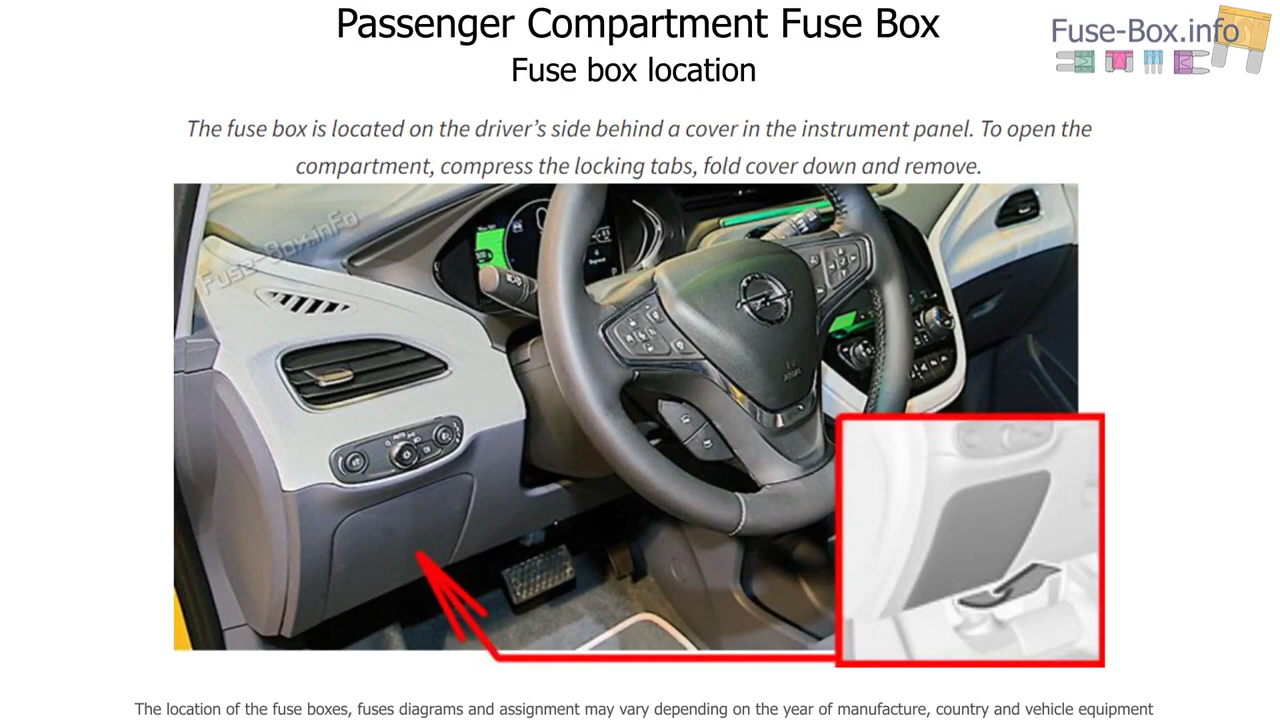 Passenger Compartment Fuse Box
Fuse-Box.info
Fuse box location
The fuse box is located on the driver's side behind a cover in the instrument panel. To open the
compartment, compress the locking tabs, fold cover down and remove.
Fuse-Box.info
AUTO
The location of the fuse boxes, fuses diagrams and assignment may vary depending on the year of manufacture, country and vehicle equipment